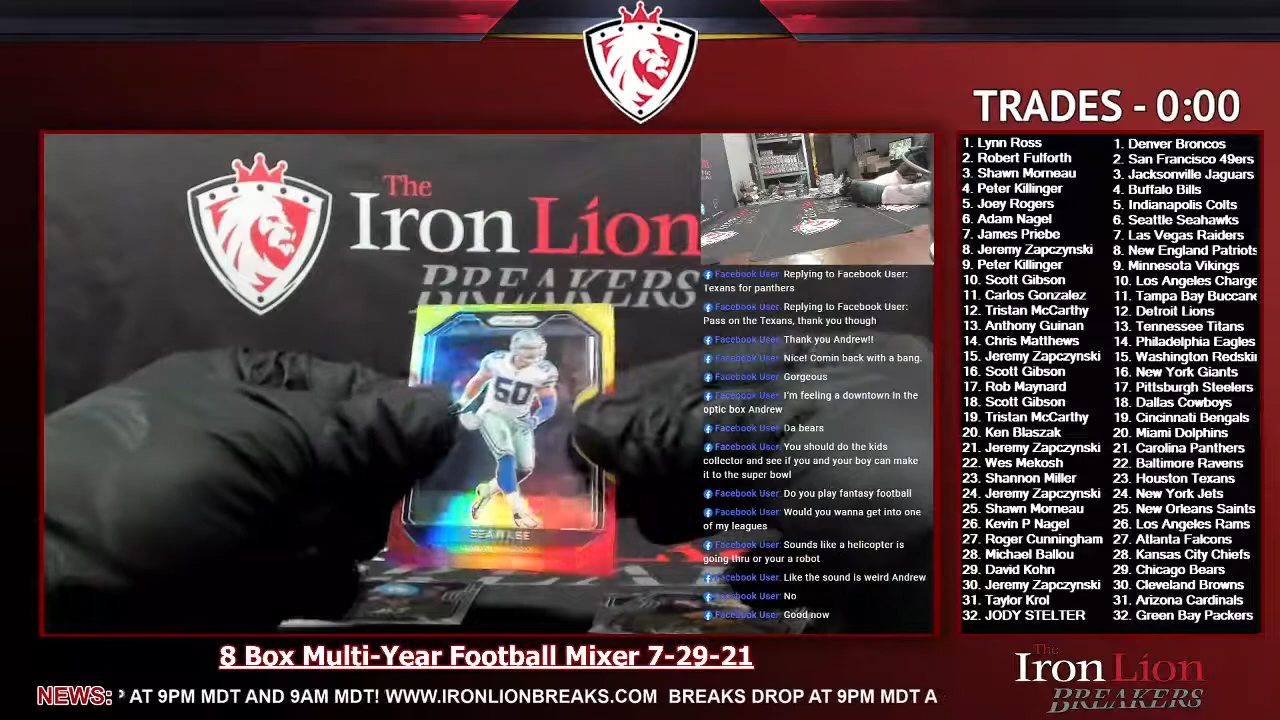 TRADES - 0:00
The
Iron Lion
BREAKERS
50
SEAN LEE
Facebook User Replying to Facebook User:
Texans for panthers
Facebook User Replying to Facebook User:
Pass on the Texans, thank you though
Facebook User Thank you Andrew!!
Facebook User Nice! Comin back with a bang.
Facebook User Gorgeous
Facebook User I'm feeling a downtown In the
optic box Andrew
Facebook User Da bears
Facebook User You should do the kids
collector and see if you and your boy can make
it to the super bowl
Facebook User Do you play fantasy football
Facebook User Would you wanna get into one
of my leagues
Facebook User Sounds like a helicopter is
going thru or your a robot
Facebook User Like the sound is weird Andrew
Facebook User No
Facebook User Good now
1. Lynn Ross
2. Robert Fulforth
3. Shawn Morneau
4. Peter Killinger
5. Joey Rogers
6. Adam Nagel
7. James Priebe
8. Jeremy Zapczynski
9. Peter Killinger
10. Scott Gibson
11. Carlos Gonzalez
12. Tristan McCarthy
13. Anthony Guinan
14. Chris Matthews
15. Jeremy Zapczynski
16. Scott Gibson
17. Rob Maynard
18. Scott Gibson
19. Tristan McCarthy
20. Ken Blaszak
21. Jeremy Zapczynski
22. Wes Mekosh
23. Shannon Miller
24. Jeremy Zapczynski
25. Shawn Morneau
26. Kevin P Nagel
27. Roger Cunningham
28. Michael Ballou
29. David Kohn
30. Jeremy Zapczynski
31. Taylor Krol
32. JODY STELTER
1. Denver Broncos
2. San Francisco 49ers
3. Jacksonville Jaguars
4. Buffalo Bills
5. Indianapolis Colts
6. Seattle Seahawks
7. Las Vegas Raiders
8. New England Patriots
9. Minnesota Vikings
10. Los Angeles Charge
11. Tampa Bay Buccane
12. Detroit Lions
13. Tennessee Titans
14. Philadelphia Eagles
15. Washington Redski
16. New York Giants
17. Pittsburgh Steelers
18. Dallas Cowboys
19. Cincinnati Bengals
20. Miami Dolphins
21. Carolina Panthers
22. Baltimore Ravens
23. Houston Texans
24. New York Jets
25. New Orleans Saints
26. Los Angeles Rams
27. Atlanta Falcons
28. Kansas City Chiefs
29. Chicago Bears
30. Cleveland Browns
31. Arizona Cardinals
32. Green Bay Packers
8 Box Multi-Year Football Mixer 7-29-21
NEWS: AT 9PM MDT AND 9AM MDT! WWW.IRONLIONBREAKS.COM BREAKS DROP AT 9PM MDT A
The
Iron Lion
BREAKERS